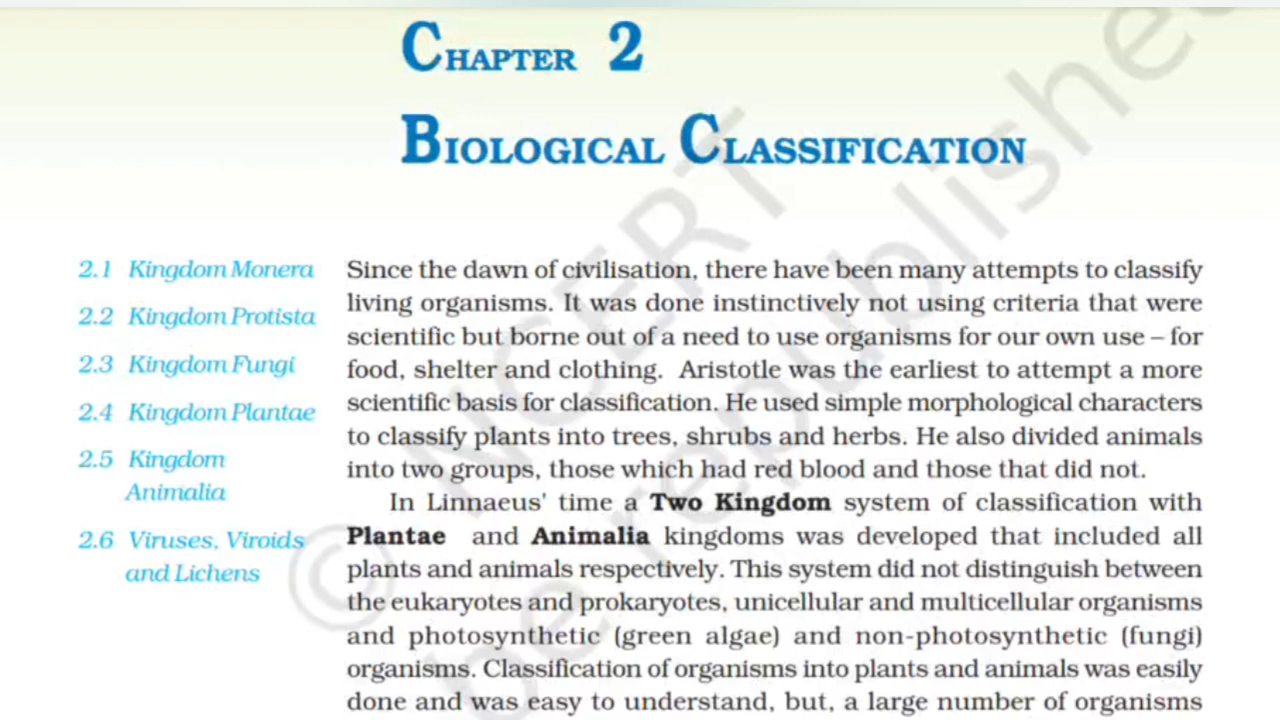 CHAPTER 2
BIOLOGICAL CLASSIFICATION
2.1 Kingdom Monera
2.2 Kingdom Protista
2.3 Kingdom Fungi
2.4 Kingdom Plantae
2.5 Kingdom
Animalia
2.6 Viruses, Viroids
and Lichens
Since the dawn of civilisation, there have been many attempts to classify
living organisms. It was done instinctively not using criteria that were
scientific but borne out of a need to use organisms for our own use – for
food, shelter and clothing. Aristotle was the earliest to attempt a more
scientific basis for classification. He used simple morphological characters
to classify plants into trees, shrubs and herbs. He also divided animals
into two groups, those which had red blood and those that did not.
In Linnaeus' time a Two Kingdom system of classification with
Plantae and Animalia kingdoms was developed that included all
plants and animals respectively. This system did not distinguish between
the eukaryotes and prokaryotes, unicellular and multicellular organisms
and photosynthetic (green algae) and non-photosynthetic (fungi)
organisms. Classification of organisms into plants and animals was easily
done and was easy to understand, but, a large number of organisms
© NCERT
be republished